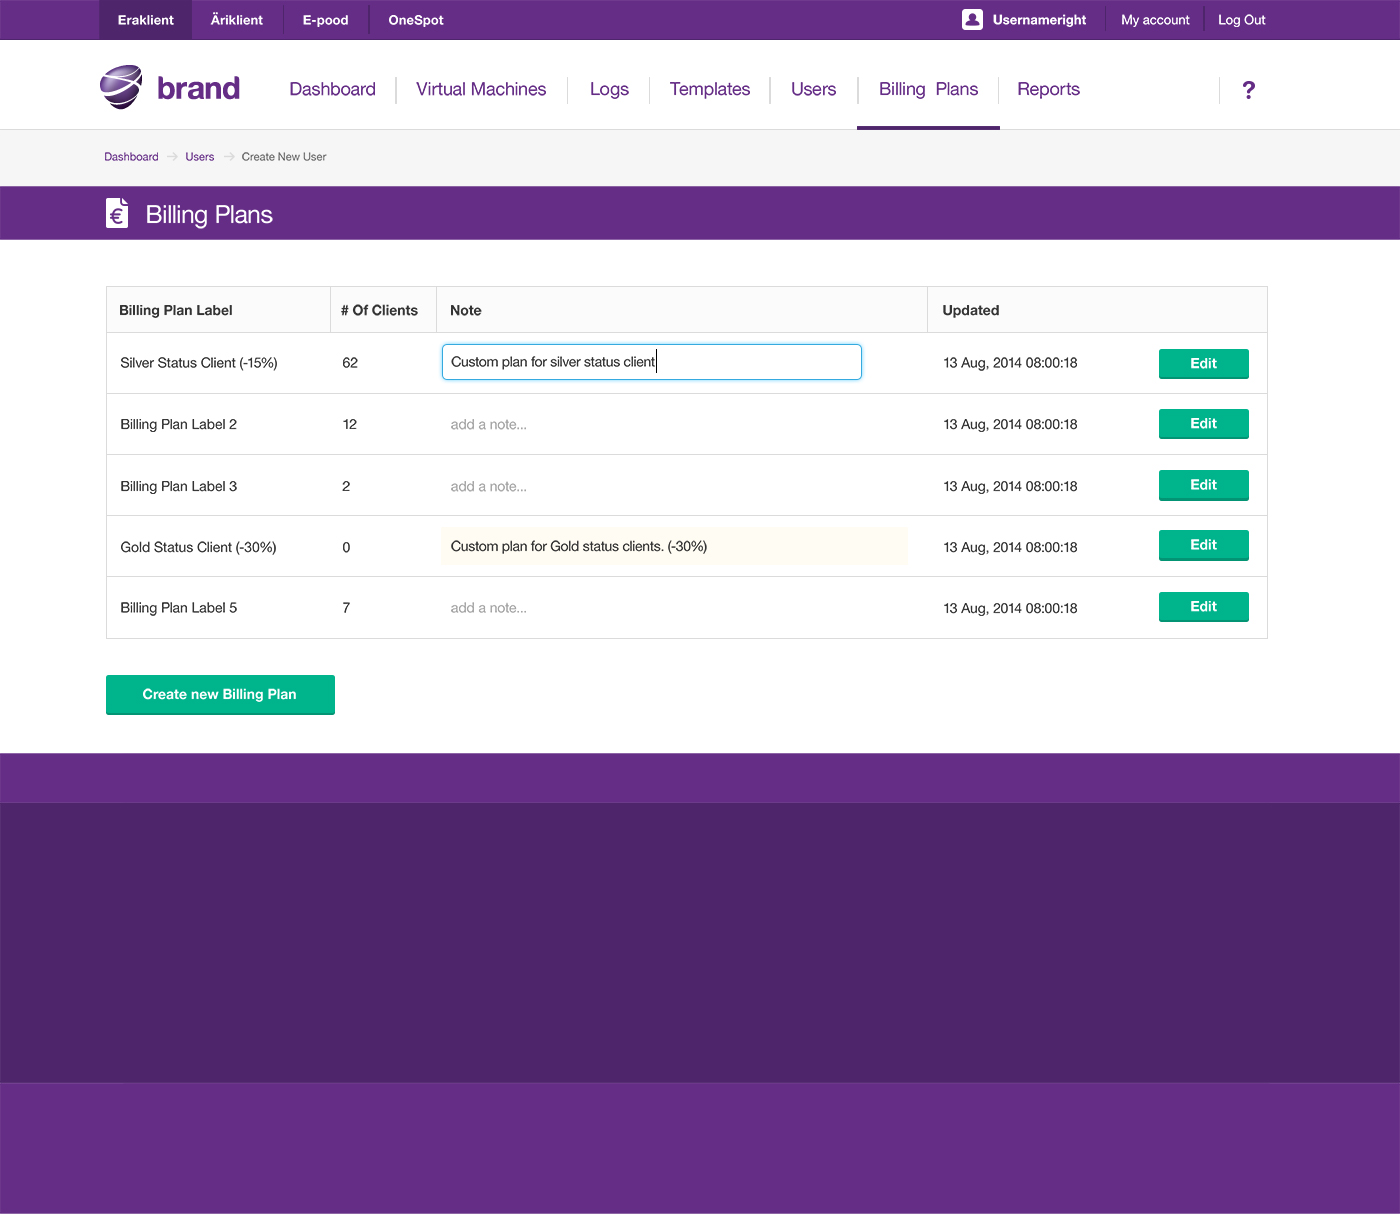 Eraklient Äriklient E-pood OneSpot Usernameright My account Log Out
brand Dashboard Virtual Machines Logs Templates Users Billing Plans Reports ?
Dashboard → Users → Create New User
€ Billing Plans
Billing Plan Label # Of Clients Note Updated
Silver Status Client (-15%) 62 Custom plan for silver status client 13 Aug, 2014 08:00:18 Edit
Billing Plan Label 2 12 add a note... 13 Aug, 2014 08:00:18 Edit
Billing Plan Label 3 2 add a note... 13 Aug, 2014 08:00:18 Edit
Gold Status Client (-30%) 0 Custom plan for Gold status clients. (-30%) 13 Aug, 2014 08:00:18 Edit
Billing Plan Label 5 7 add a note... 13 Aug, 2014 08:00:18 Edit
Create new Billing Plan